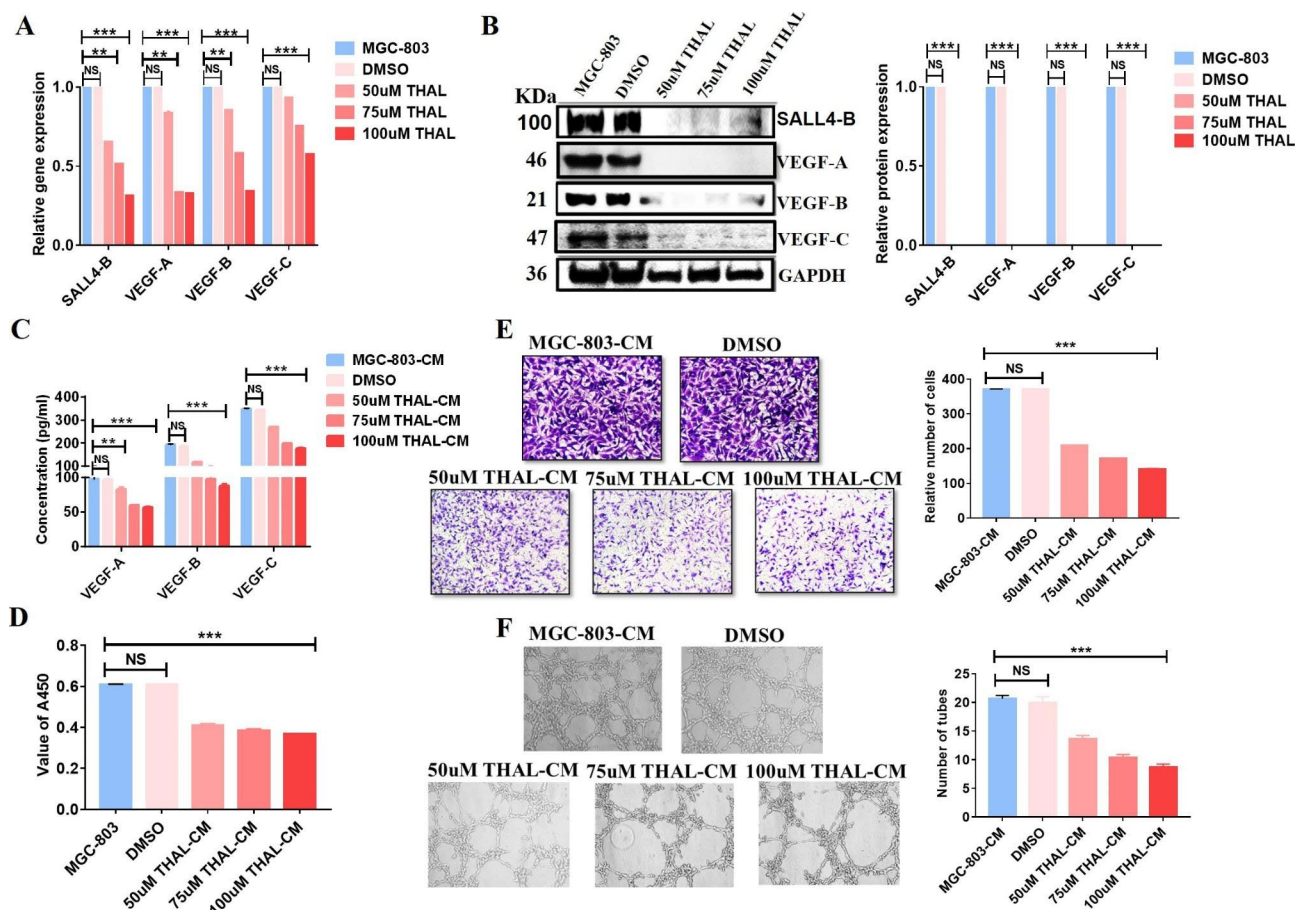 A
*** *** ***
** ** ** ***
NS NS NS NS
MGC-803
DMSO
50uM THAL
75uM THAL
100uM THAL
Relative gene expression
1.0
0.5
0.0
SALL4-B
VEGF-A
VEGF-B
VEGF-C
B
MGC-803
DMSO
50uM THAL
75uM THAL
100uM THAL
KDa
100 SALL4-B
46 VEGF-A
21 VEGF-B
47 VEGF-C
36 GAPDH
*** *** *** ***
NS NS NS NS
MGC-803
DMSO
50uM THAL
75uM THAL
100uM THAL
Relative protein expression
1.0
0.5
0.0
SALL4-B
VEGF-A
VEGF-B
VEGF-C
C
MGC-803-CM
DMSO
50uM THAL-CM
75uM THAL-CM
100uM THAL-CM
***
NS
***
NS
***
**
NS
Concentration (pg/ml)
400
300
200
100
100
50
0
VEGF-A
VEGF-B
VEGF-C
D
***
NS
Value of A450
0.8
0.6
0.4
0.2
0.0
MGC-803
DMSO
50uM THAL-CM
75uM THAL-CM
100uM THAL-CM
E
MGC-803-CM DMSO
50uM THAL-CM 75uM THAL-CM 100uM THAL-CM
***
NS
Relative number of cells
400
300
200
100
0
MGC-803-CM
DMSO
50uM THAL-CM
75uM THAL-CM
100uM THAL-CM
F
MGC-803-CM DMSO
50uM THAL-CM 75uM THAL-CM 100uM THAL-CM
***
NS
Number of tubes
25
20
15
10
5
0
MGC-803-CM
DMSO
50uM THAL-CM
75uM THAL-CM
100uM THAL-CM